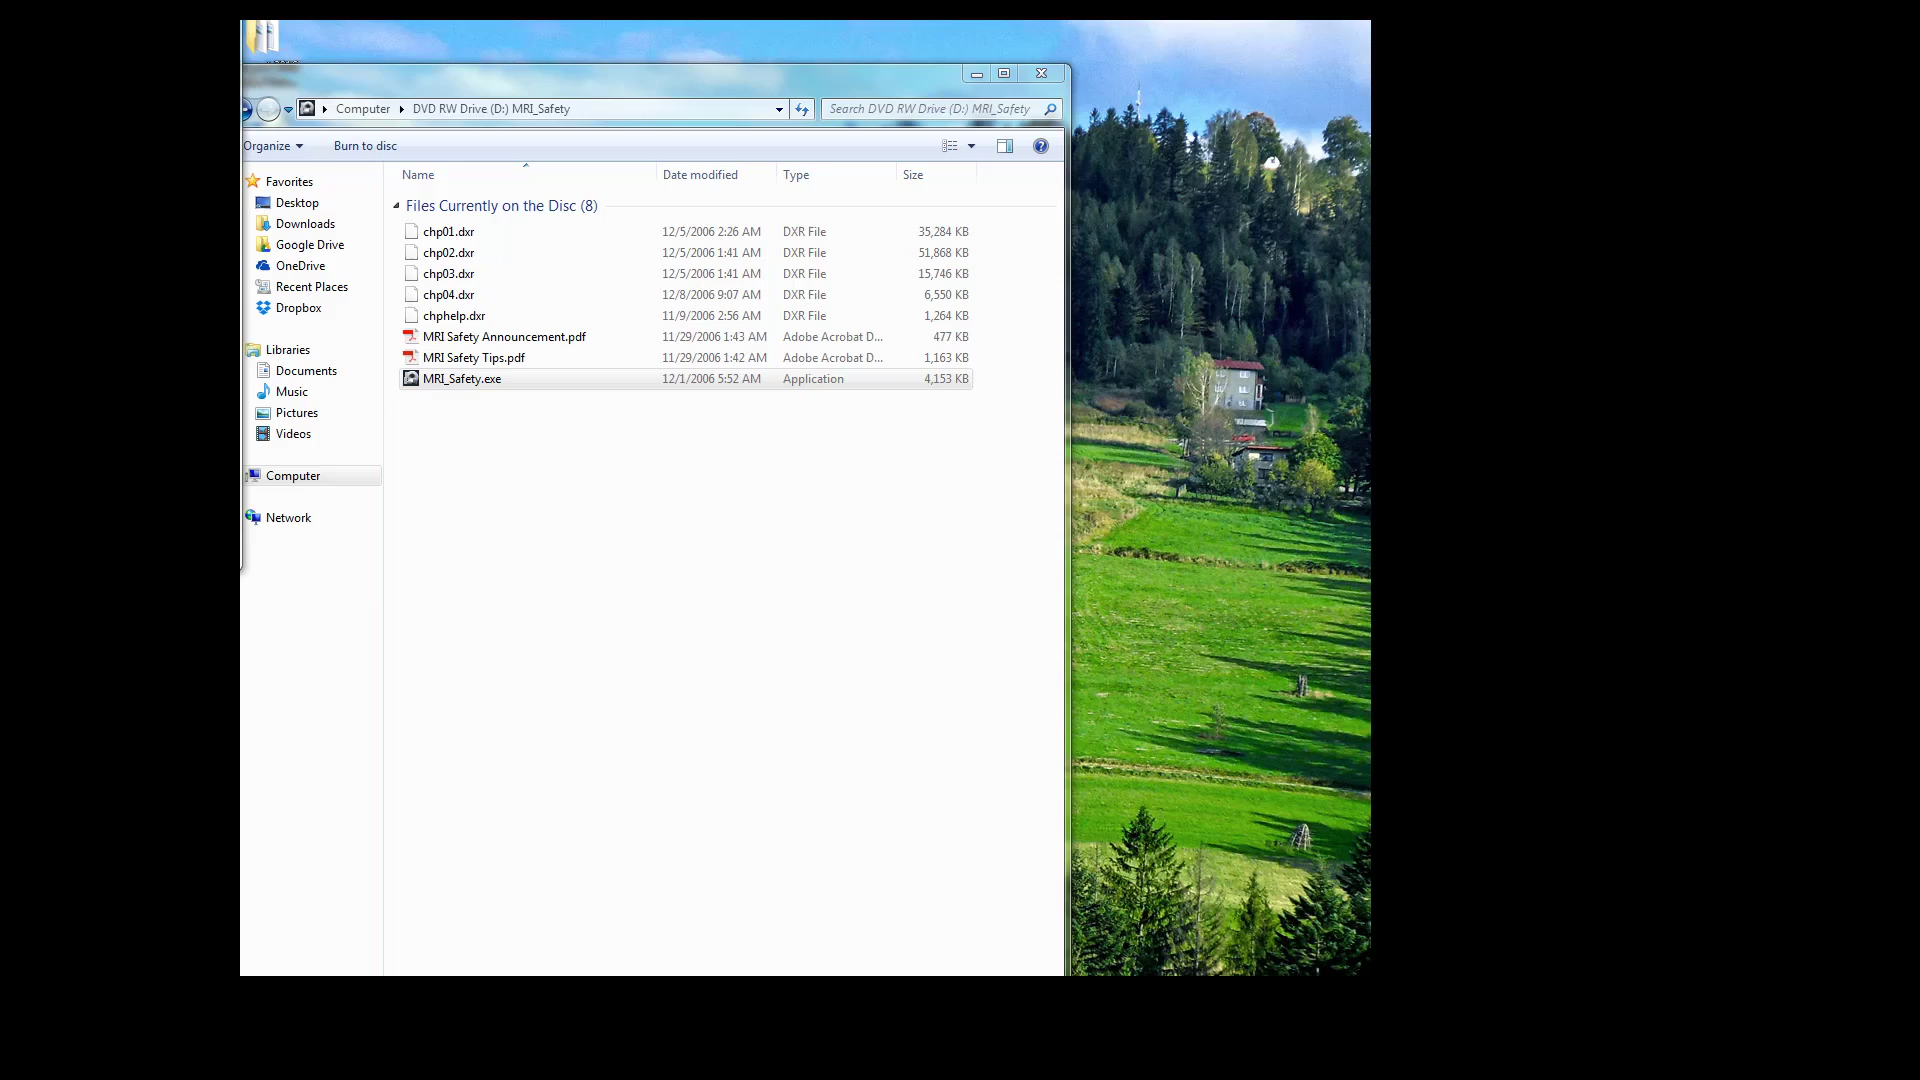 Computer DVD RW Drive (D:) MRI_Safety Search DVD RW Drive (D:) MRI_Safety
Organize Burn to disc
Name Date modified Type Size
Favorites
Desktop
Downloads
Google Drive
OneDrive
Recent Places
Dropbox
Libraries
Documents
Music
Pictures
Videos
Computer
Network
Files Currently on the Disc (8)
chp01.dxr 12/5/2006 2:26 AM DXR File 35,284 KB
chp02.dxr 12/5/2006 1:41 AM DXR File 51,868 KB
chp03.dxr 12/5/2006 1:41 AM DXR File 15,746 KB
chp04.dxr 12/8/2006 9:07 AM DXR File 6,550 KB
chphelp.dxr 11/9/2006 2:56 AM DXR File 1,264 KB
MRI Safety Announcement.pdf 11/29/2006 1:43 AM Adobe Acrobat D... 477 KB
MRI Safety Tips.pdf 11/29/2006 1:42 AM Adobe Acrobat D... 1,163 KB
MRI_Safety.exe 12/1/2006 5:52 AM Application 4,153 KB